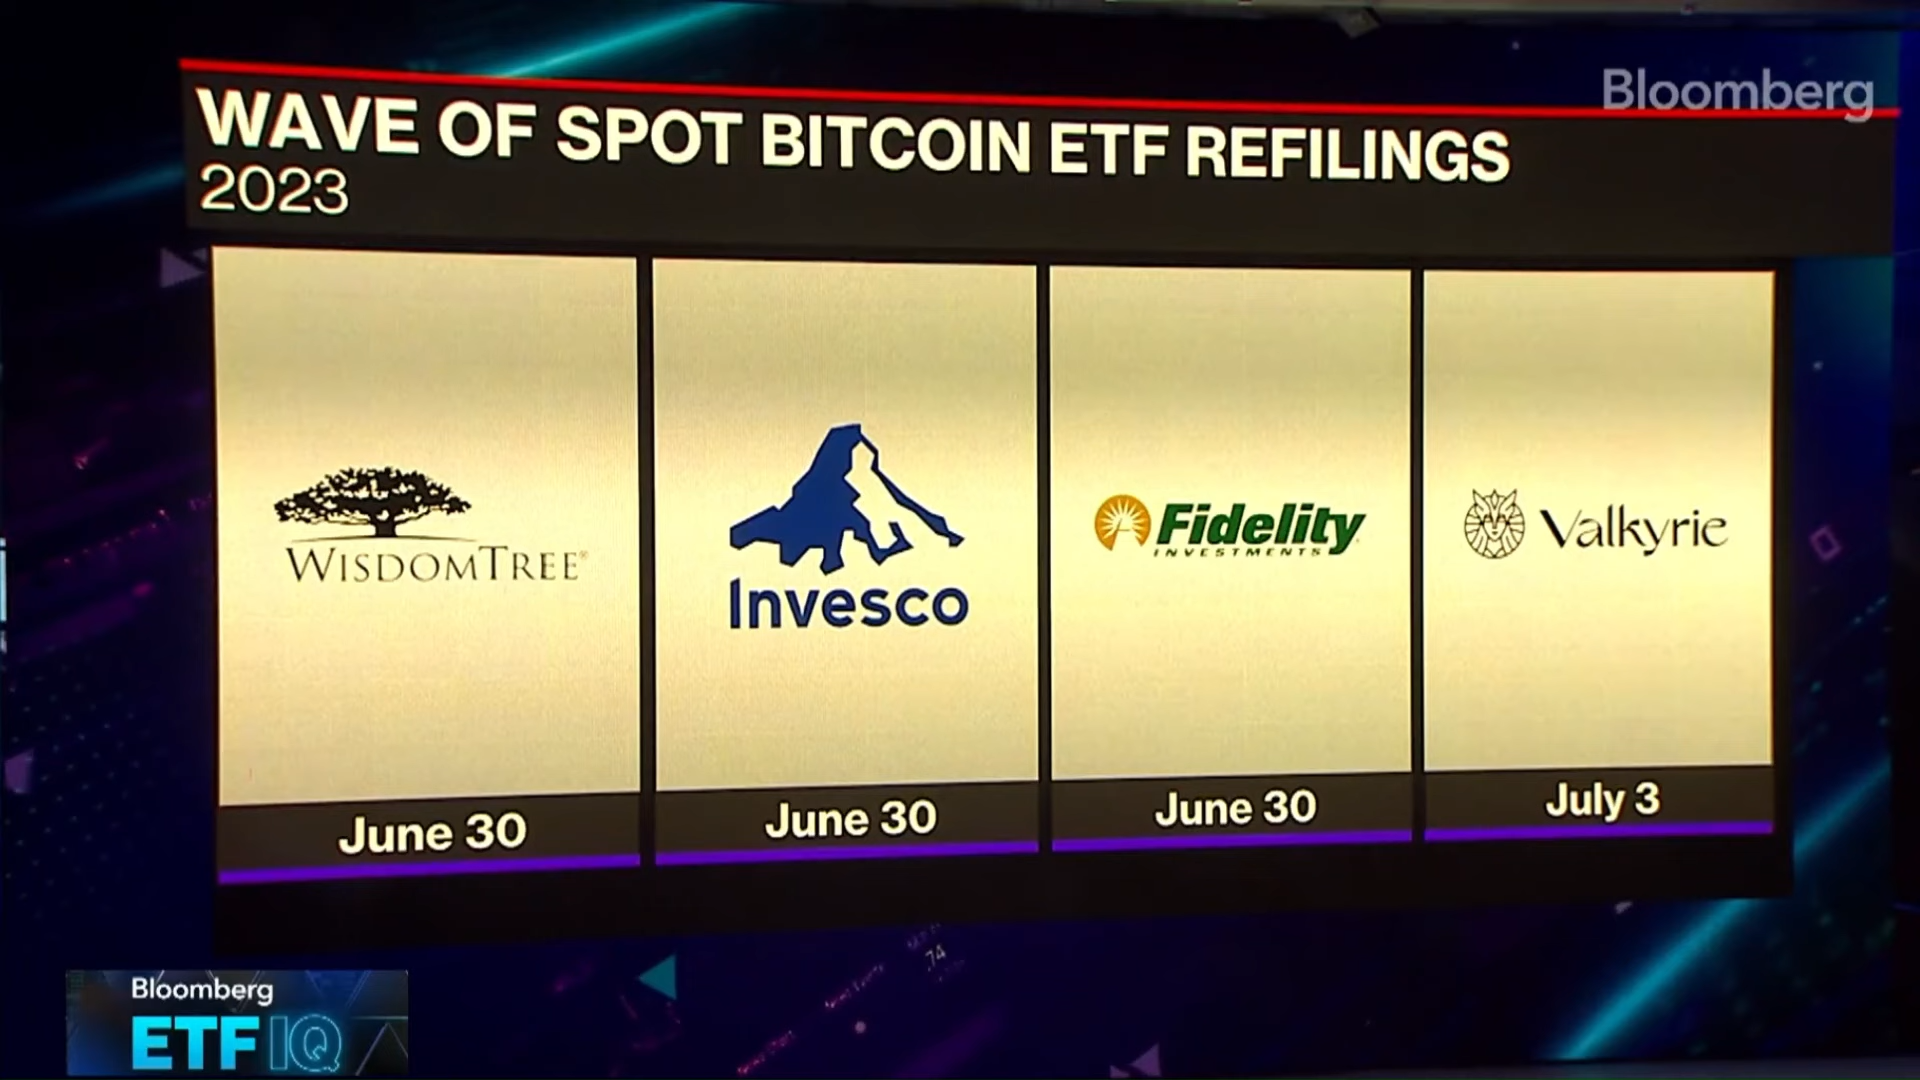 Bloomberg
WAVE OF SPOT BITCOIN ETF REFILINGS
2023
WISDOMTREE®
Invesco
Fidelity
INVESTMENTS
Valkyrie
June 30
June 30
June 30
July 3
74
Bloomberg
ETF IQ